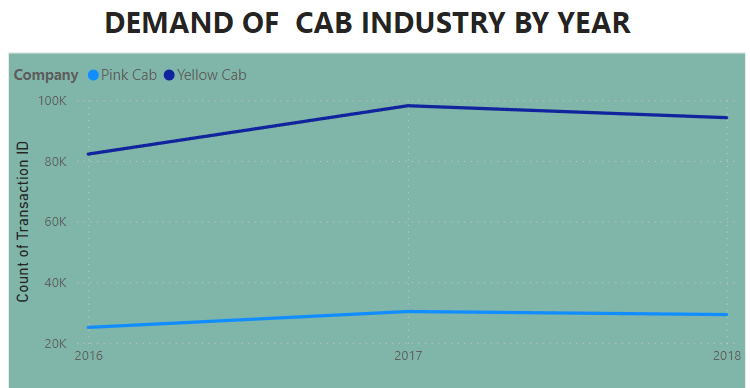 DEMAND OF  CAB INDUSTRY BY YEAR
Company Pink Cab Yellow Cab
Count of Transaction ID
100K
80K
60K
40K
20K
2016 2017 2018